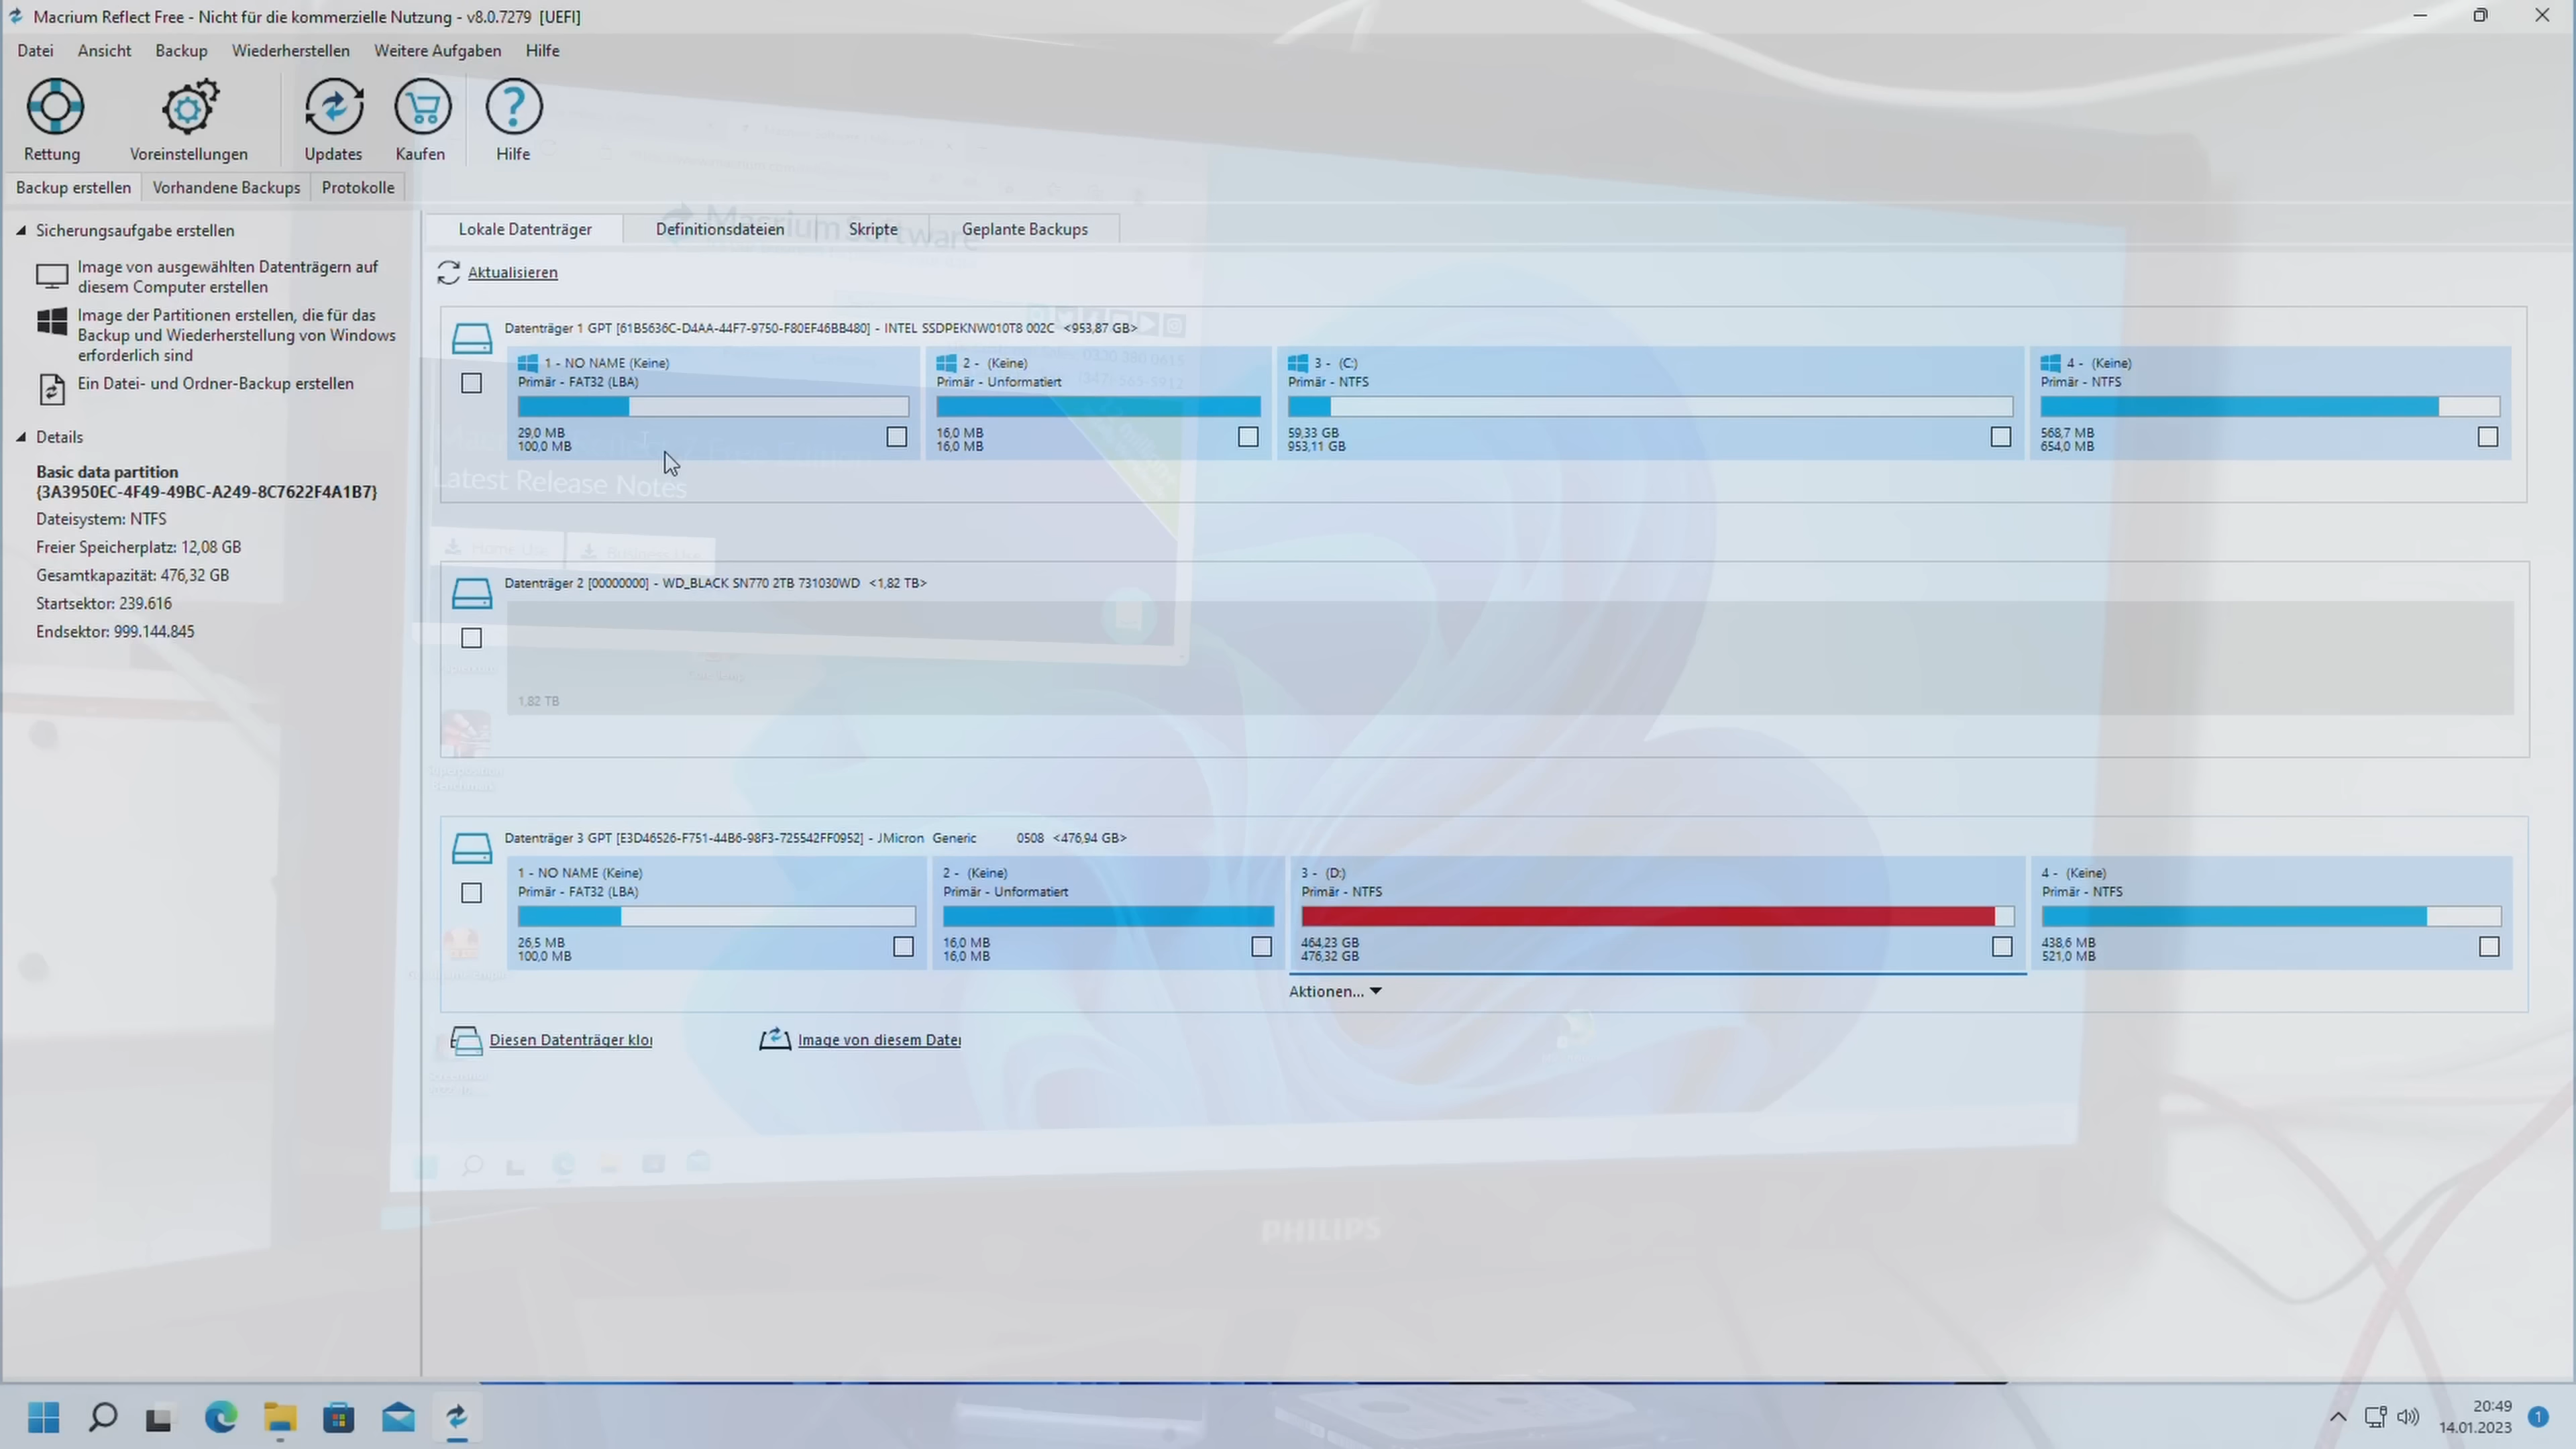 Macrium Reflect Free - Nicht für die kommerzielle Nutzung - v8.0.7279 [UEFI]
Datei Ansicht Backup Wiederherstellen Weitere Aufgaben Hilfe
Rettung Voreinstellungen Updates Kaufen Hilfe
Backup erstellen Vorhandene Backups Protokolle
Sicherungsaufgabe erstellen
Image von ausgewählten Datenträgern auf
diesem Computer erstellen
Image der Partitionen erstellen, die für das
Backup und Wiederherstellung von Windows
erforderlich sind
Ein Datei- und Ordner-Backup erstellen
Details
Basic data partition
{3A3950EC-4F49-49BC-A249-8C7622F4A1B7}
Dateisystem: NTFS
Freier Speicherplatz: 12,08 GB
Gesamtkapazität: 476,32 GB
Startsektor: 239.616
Endsektor: 999.144.845
Lokale Datenträger Definitionsdateien Skripte Geplante Backups
Macrium Software
Aktualisieren
Datenträger 1 GPT [61B5636C-D4AA-44F7-9750-F80EF46BB480] - INTEL SSDPEKNW010T8 002C <953,87 GB>
1 - NO NAME (Keine)
Primär - FAT32 (LBA)
29,0 MB
100,0 MB
2 - (Keine)
Primär - Unformatiert
16,0 MB
16,0 MB
3 - (C:)
Primär - NTFS
59,33 GB
953,11 GB
4 - (Keine)
Primär - NTFS
568,7 MB
654,0 MB
Latest Release Notes
Home Use Business Use
Datenträger 2 [00000000] - WD_BLACK SN770 2TB 731030WD <1,82 TB>
1,82 TB
Datenträger 3 GPT [E3D46526-F751-44B6-98F3-725542FF0952] - JMicron Generic 0508 <476,94 GB>
1 - NO NAME (Keine)
Primär - FAT32 (LBA)
26,5 MB
100,0 MB
2 - (Keine)
Primär - Unformatiert
16,0 MB
16,0 MB
3 - (D:)
Primär - NTFS
464,23 GB
476,32 GB
4 - (Keine)
Primär - NTFS
438,6 MB
521,0 MB
Aktionen...
Diesen Datenträger klo
Image von diesem Date
PHILIPS
20:49
14.01.2023
1